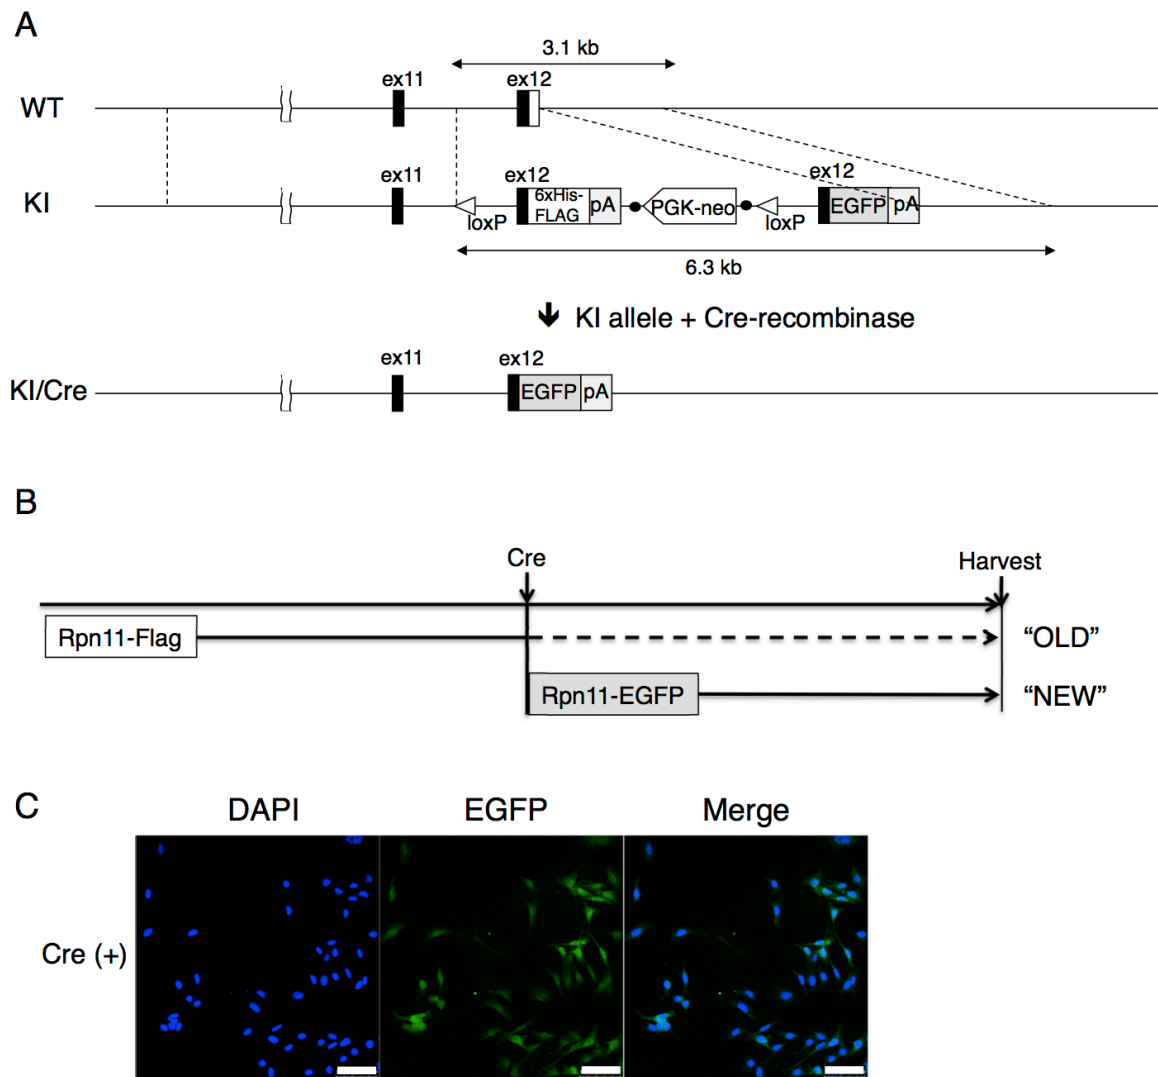 A
3.1 kb
ex11
ex12
WT
ex11
ex12
ex12
KI
6xHis-
FLAG
pA
PGK-neo
EGFP
pA
loxP
loxP
6.3 kb
KI allele + Cre-recombinase
ex11
ex12
KI/Cre
EGFP
pA
B
Cre
Harvest
Rpn11-Flag
“OLD”
Rpn11-EGFP
“NEW”
C
DAPI
EGFP
Merge
Cre (+)